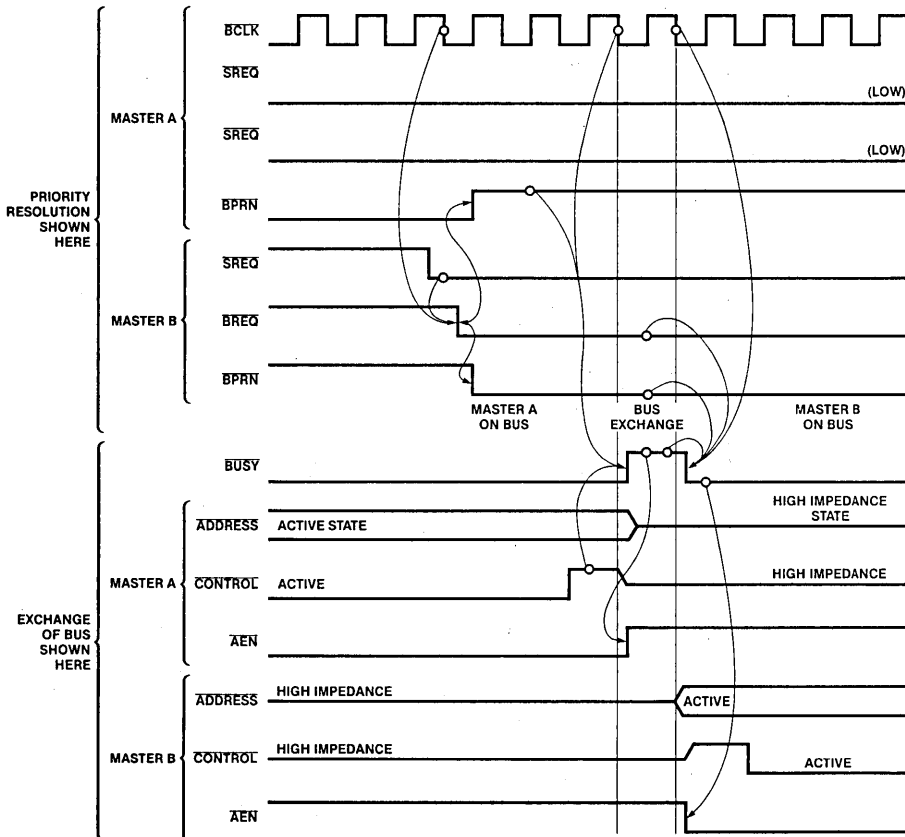 BCLK
SREQ
(LOW)
MASTER A
SREQ
(LOW)
PRIORITY
RESOLUTION
SHOWN
HERE
BPRN
SREQ
MASTER B
BREQ
BPRN
MASTER A
ON BUS
BUS
EXCHANGE
MASTER B
ON BUS
BUSY
ADDRESS
ACTIVE STATE
HIGH IMPEDANCE
STATE
MASTER A
CONTROL
ACTIVE
HIGH IMPEDANCE
EXCHANGE
OF BUS
SHOWN
HERE
AEN
ADDRESS
HIGH IMPEDANCE
ACTIVE
MASTER B
CONTROL
HIGH IMPEDANCE
ACTIVE
AEN